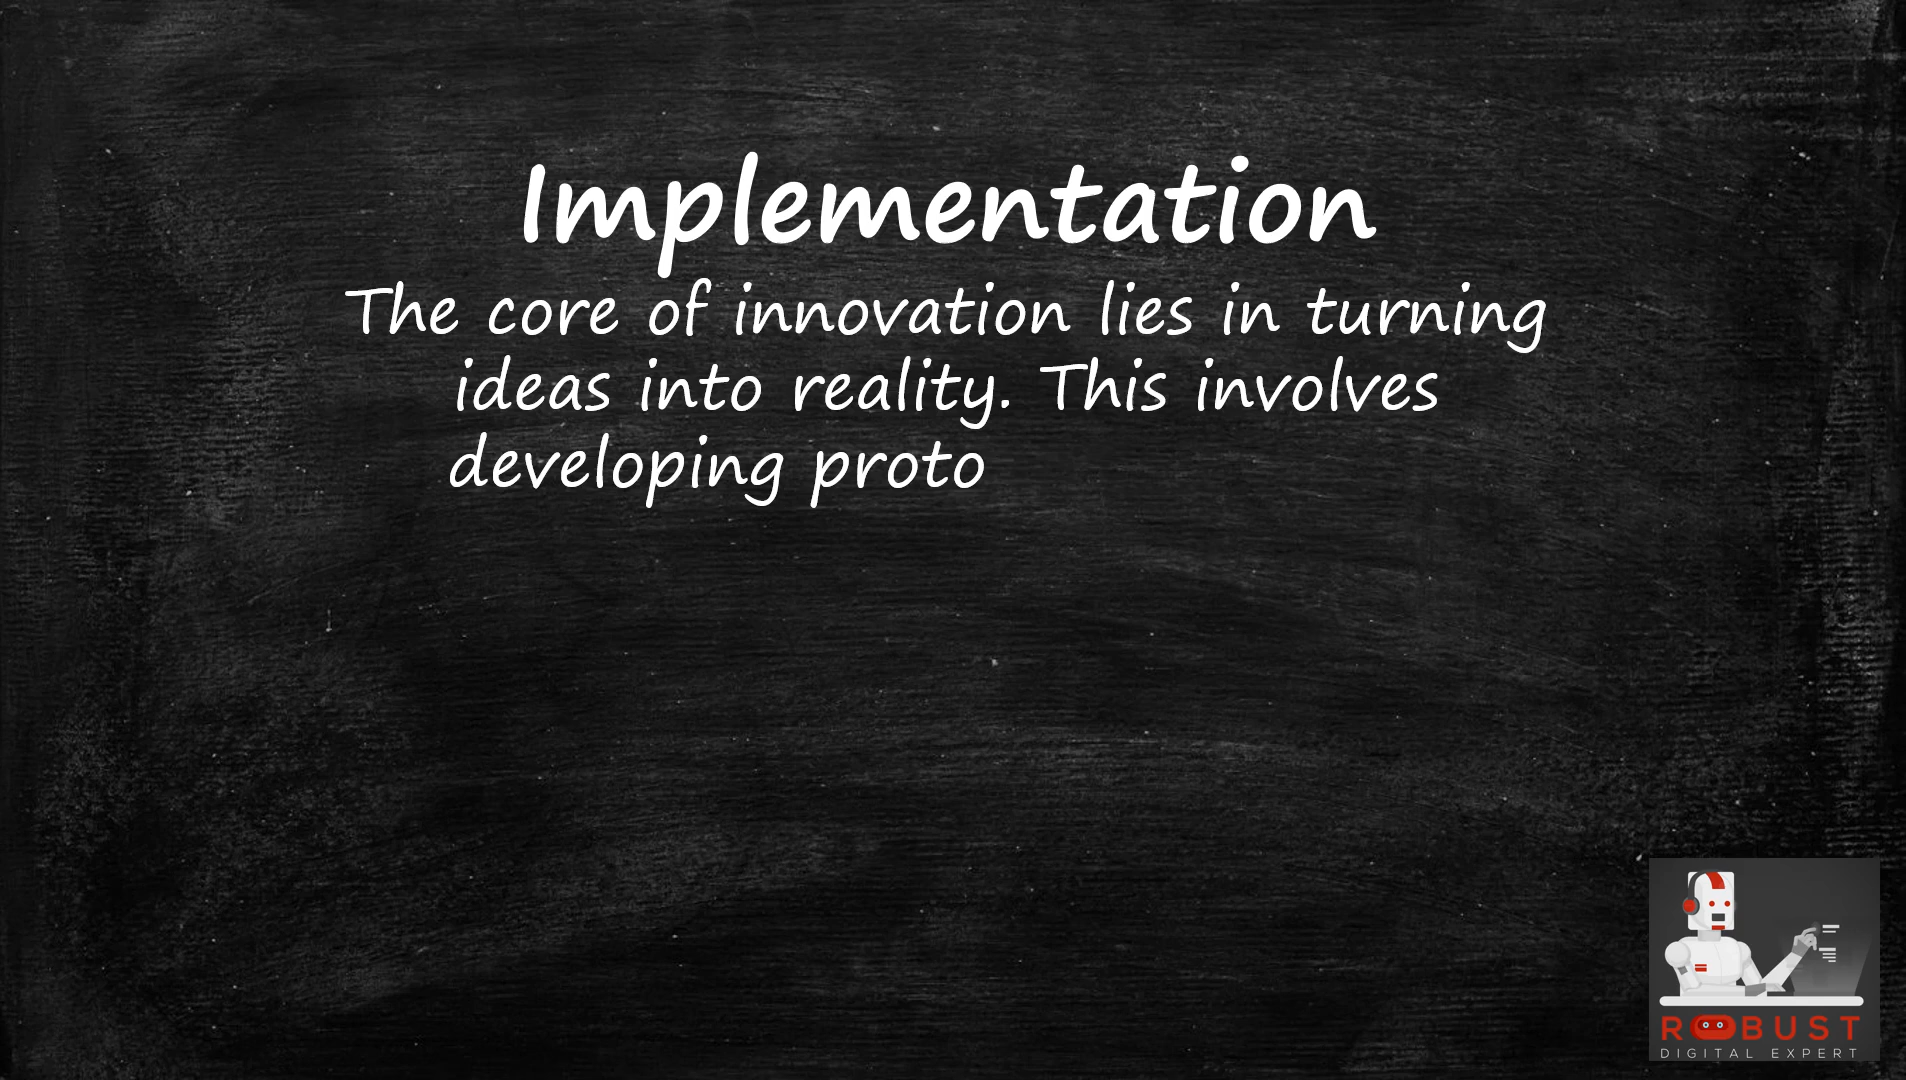 Implementation
The core of innovation lies in turning
ideas into reality. This involves
developing proto
ROBUST
DIGITAL EXPERT